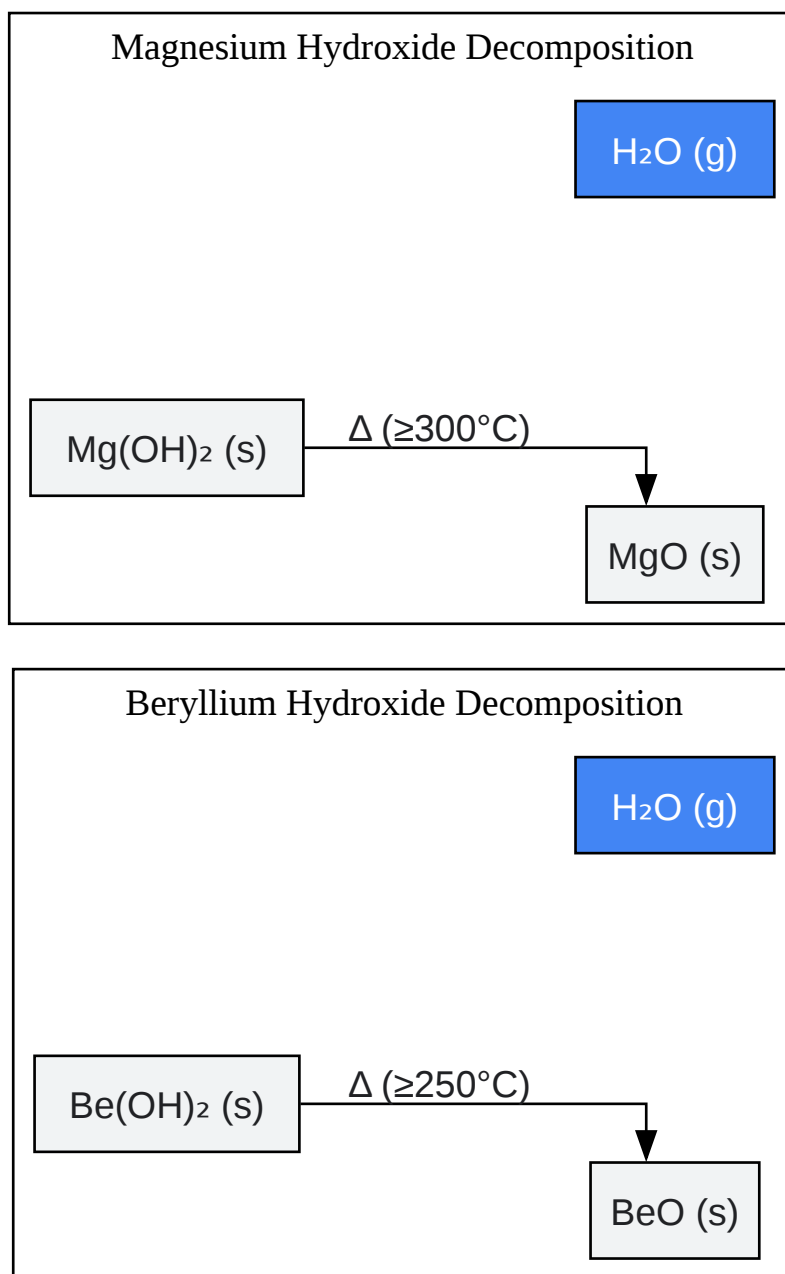 Magnesium Hydroxide Decomposition
H₂O (g)
Δ (≥300°C)
Mg(OH)₂ (s)
MgO (s)
Beryllium Hydroxide Decomposition
H₂O (g)
Δ (≥250°C)
Be(OH)₂ (s)
BeO (s)